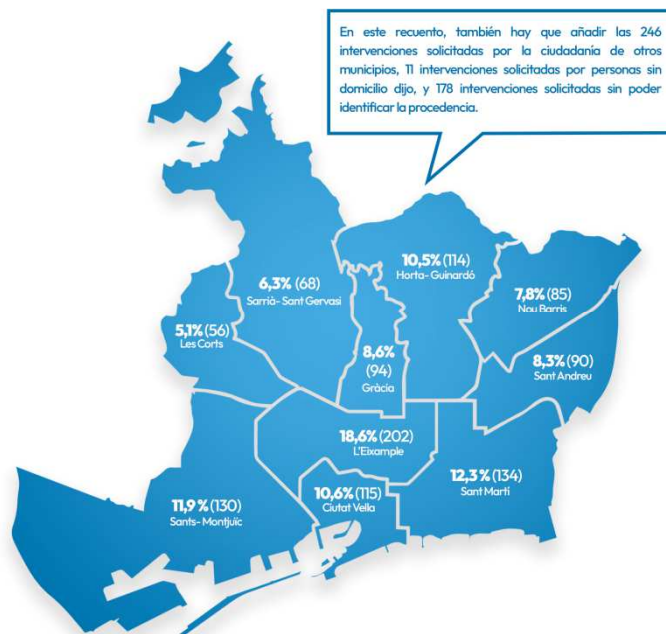 En este recuento, también hay que añadir las 246
intervenciones solicitadas por la ciudadanía de otros
municipios, 11 intervenciones solicitadas por personas sin
domicilio dijo, y 178 intervenciones solicitadas sin poder
identificar la procedencia.
10,5% (114)
Horta- Guinardó
6,3% (68)
Sarrià- Sant Gervasi
7,8% (85)
Nou Barris
5,1% (56)
Les Corts
8,6%
(94)
Gràcia
8,3% (90)
Sant Andreu
18,6% (202)
L'Eixample
12,3% (134)
Sant Martí
11,9% (130)
Sants- Montjuïc
10,6% (115)
Ciutat Vella